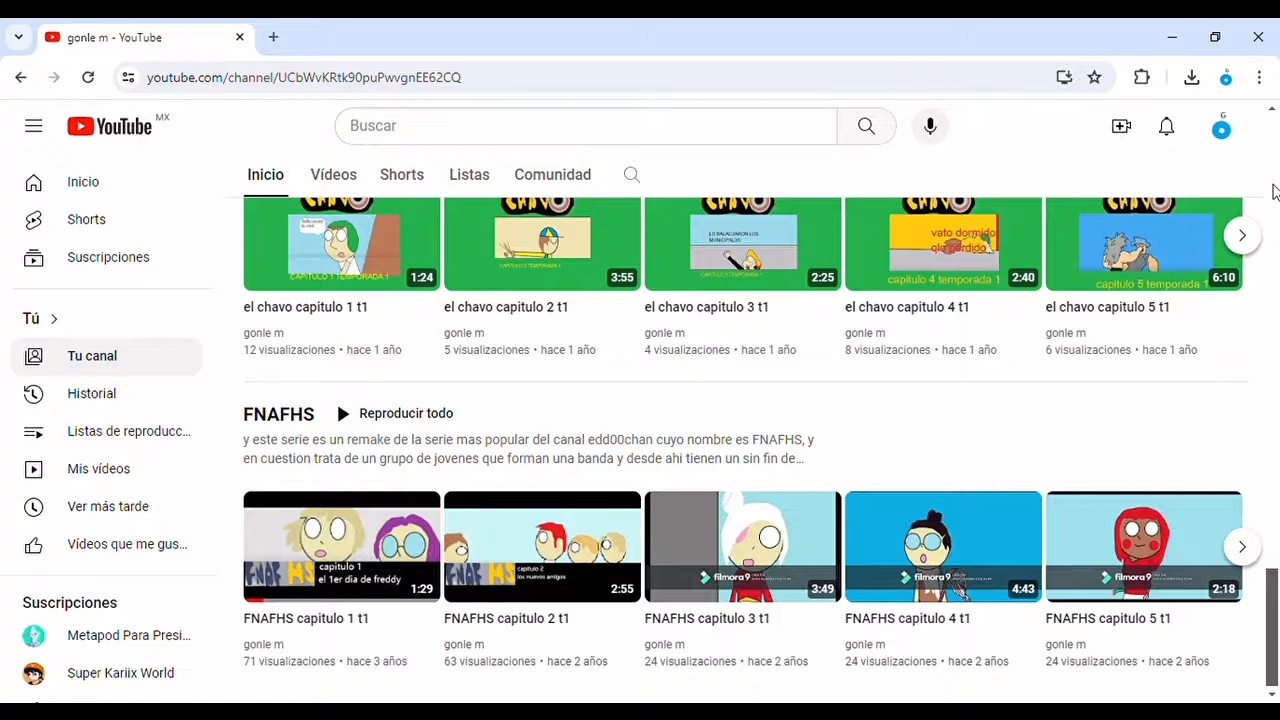 gonle m - YouTube
youtube.com/channel/UCbWvKRtk90puPwvgnEE62CQ
YouTube MX
Buscar
G
Inicio
Vídeos
Shorts
Listas
Comunidad
Inicio
Shorts
Suscripciones
Tú
Tu canal
Historial
Listas de reproducc...
Mis vídeos
Ver más tarde
Vídeos que me gus...
Suscripciones
Metapod Para Presi...
Super Kariix World
CHAVO
CAPITULO 1 TEMPORADA 1
1:24
CHAVO
3:55
CHAVO
LO BALACIARON LOS
MUNICIPALES
2:25
CHAVO
vato dormido
qlo perdido
capitulo 4 temporada 1
2:40
CHAVO
capitulo 5 temporada 1
6:10
el chavo capitulo 1 t1
gonle m
12 visualizaciones • hace 1 año
el chavo capitulo 2 t1
gonle m
5 visualizaciones • hace 1 año
el chavo capitulo 3 t1
gonle m
4 visualizaciones • hace 1 año
el chavo capitulo 4 t1
gonle m
8 visualizaciones • hace 1 año
el chavo capitulo 5 t1
gonle m
6 visualizaciones • hace 1 año
FNAFHS
Reproducir todo
y este serie es un remake de la serie mas popular del canal edd00chan cuyo nombre es FNAFHS, y
en cuestion trata de un grupo de jovenes que forman una banda y desde ahi tienen un sin fin de...
FNAF HS
capitulo 1
el 1er dia de freddy
1:29
FNAF HS
capitulo 2
los nuevos amigos
2:55
filmora9
3:49
filmora9
4:43
filmora9
2:18
FNAFHS capitulo 1 t1
gonle m
71 visualizaciones • hace 3 años
FNAFHS capitulo 2 t1
gonle m
63 visualizaciones • hace 2 años
FNAFHS capitulo 3 t1
gonle m
24 visualizaciones • hace 2 años
FNAFHS capitulo 4 t1
gonle m
24 visualizaciones • hace 2 años
FNAFHS capitulo 5 t1
gonle m
24 visualizaciones • hace 2 años